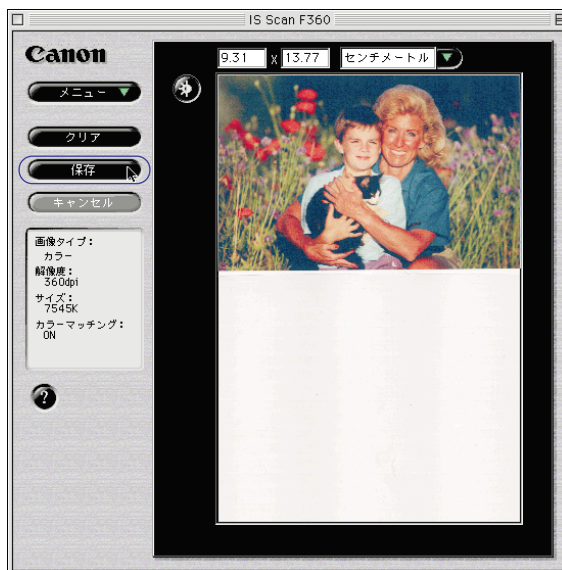 IS Scan F360
Canon
9.31 x 13.77 センチメートル
メニュー
クリア
保存
キャンセル
画像タイプ:
カラー
解像度:
360dpi
サイズ:
7545K
カラーマッチング:
ON
?